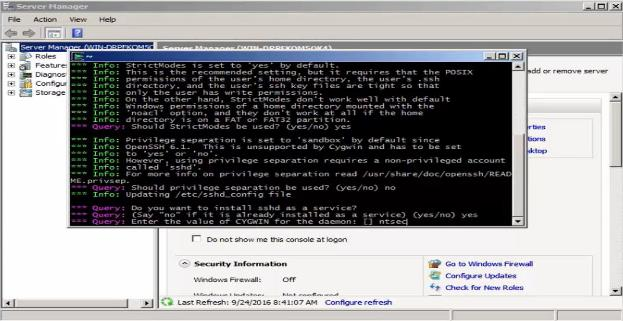 Server Manager
File Action View Help
Server Manager (WIN-DRPEKQM5QK4)
Server Manager (WIN-DRPEKQM5QK4)
Roles
Features
Diagnos
Configur
Storage
add or remove server
~
*** Info: StrictModes is set to 'yes' by default.
*** Info: This is the recommended setting, but it requires that the POSIX
*** Info: permissions of the user's home directory, the user's .ssh
*** Info: directory, and the user's ssh key files are tight so that
*** Info: only the user has write permissions.
*** Info: On the other hand, StrictModes don't work well with default
*** Info: Windows permissions of a home directory mounted with the
*** Info: 'noacl' option, and they don't work at all if the home
*** Info: directory is on a FAT or FAT32 partition.
*** Query: Should StrictModes be used? (yes/no) yes
*** Info: Privilege separation is set to 'sandbox' by default since
*** Info: OpenSSH 6.1. This is unsupported by Cygwin and has to be set
*** Info: to 'yes' or 'no'.
*** Info: However, using privilege separation requires a non-privileged account
*** Info: called 'sshd'.
*** Info: For more info on privilege separation read /usr/share/doc/openssh/READ
ME.privsep.
*** Query: Should privilege separation be used? (yes/no) no
*** Info: Updating /etc/sshd_config file
*** Query: Do you want to install sshd as a service?
*** Query: (Say "no" if it is already installed as a service) (yes/no) yes
*** Query: Enter the value of CYGWIN for the daemon: [] ntsec
erties
tions
sktop
Do not show me this console at logon
Security Information
Go to Windows Firewall
Windows Firewall: Off
Configure Updates
Check for New Roles
Windows Updates: Not configured
Last Refresh: 9/24/2016 8:41:07 AM Configure refresh